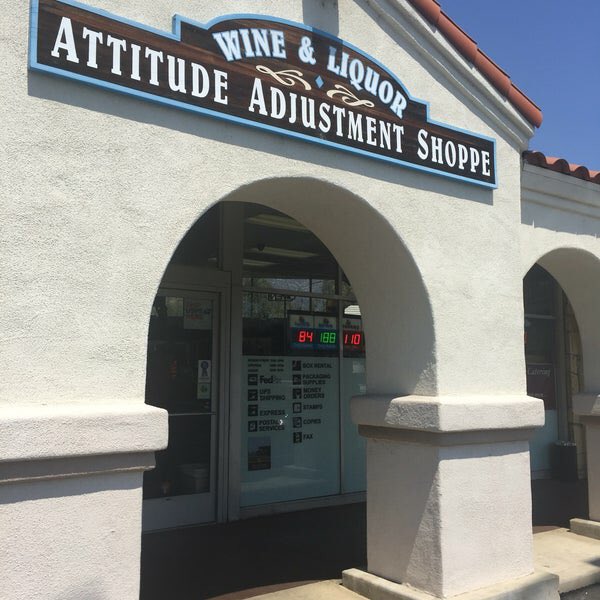 WINE & LIQUOR
ATTITUDE ADJUSTMENT SHOPPE
84 188 110
FedEx
UPS SHIPPING
EXPRESS
POSTAL SERVICES
BOX RENTAL
PACKAGING SUPPLIES
MONEY ORDERS
STAMPS
COPIES
FAX
Catering